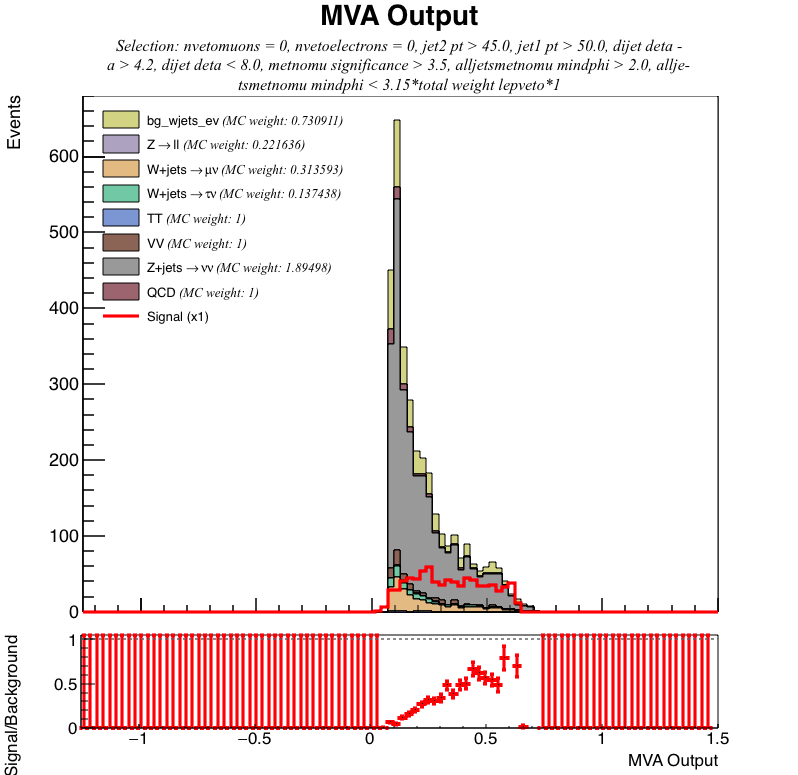 MVA Output
Selection: nvetomuons = 0, nvetoelectrons = 0, jet2 pt > 45.0, jet1 pt > 50.0, dijet deta -
a > 4.2, dijet deta < 8.0, metnomu significance > 3.5, alljetsmetnomu mindphi > 2.0, allje-
tsmetnomu mindphi < 3.15*total weight lepveto*1
Events
bg_wjets_ev (MC weight: 0.730911)
Z → ll (MC weight: 0.221636)
W+jets → μν (MC weight: 0.313593)
W+jets → τν (MC weight: 0.137438)
TT (MC weight: 1)
VV (MC weight: 1)
Z+jets → νν (MC weight: 1.89498)
QCD (MC weight: 1)
Signal (x1)
600
500
400
300
200
100
0
Signal/Background
1
0.5
0
−1 −0.5 0 0.5 1 1.5
MVA Output